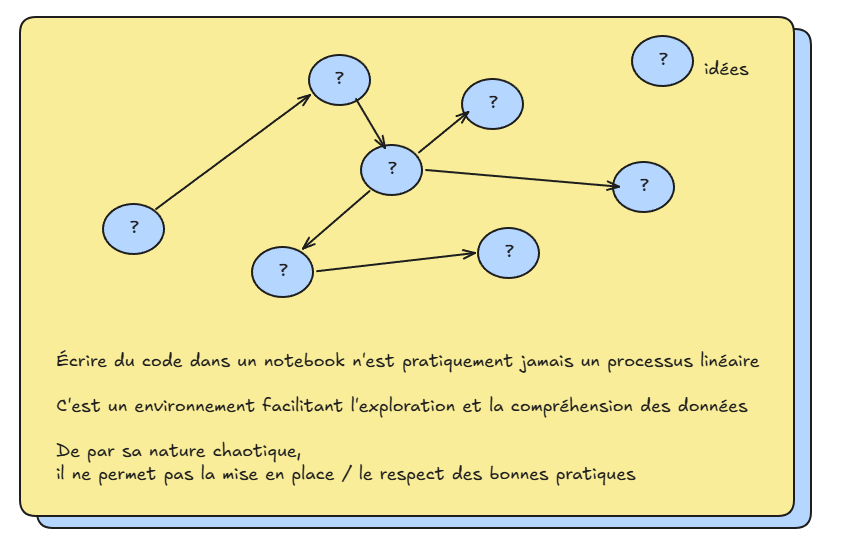 ?
idées
?
?
?
?
?
?
?
Écrire du code dans un notebook n'est pratiquement jamais un processus linéaire
C'est un environnement facilitant l'exploration et la compréhension des données
De par sa nature chaotique,
il ne permet pas la mise en place / le respect des bonnes pratiques